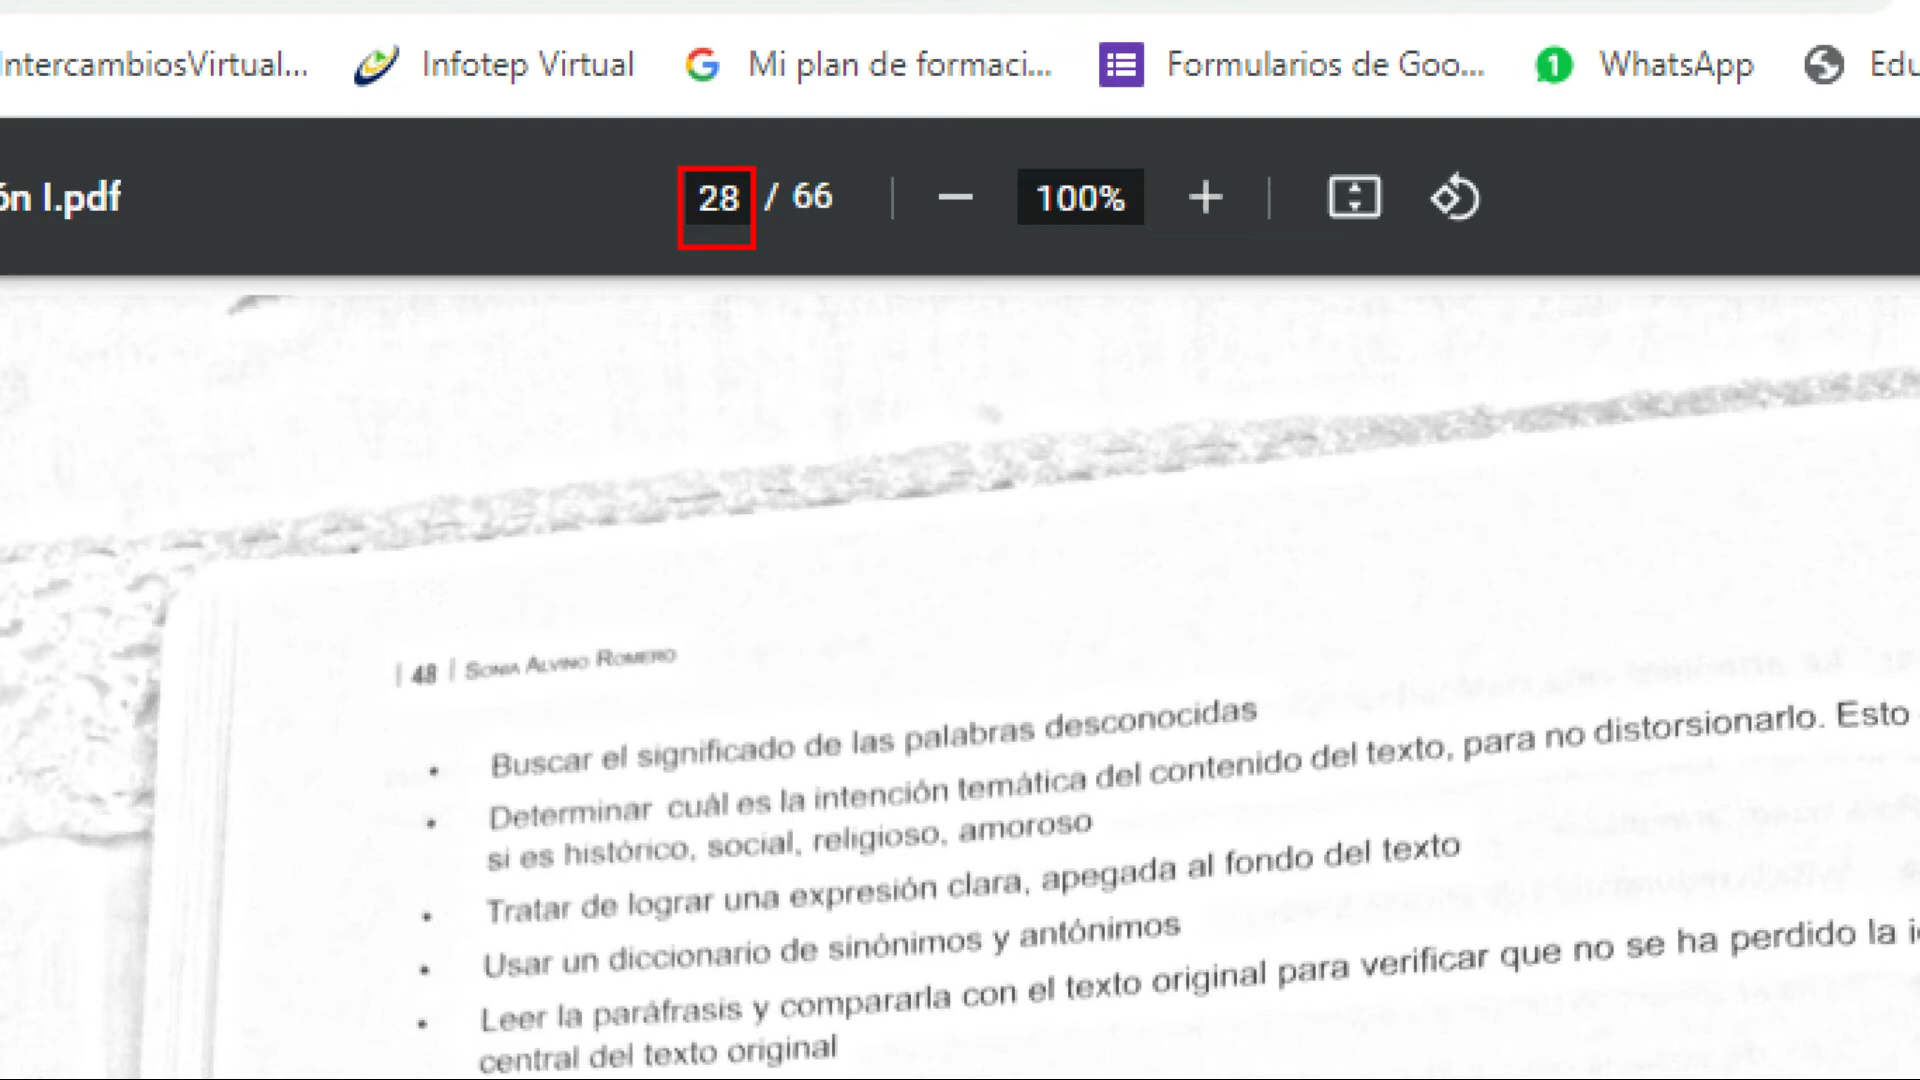 IntercambiosVirtual... Infotep Virtual Mi plan de formaci... Formularios de Goo... 1 WhatsApp Edu
ón I.pdf 28 / 66 100%
| 48 | Sonia Alvino Romero
• Buscar el significado de las palabras desconocidas
• Determinar cuál es la intención temática del contenido del texto, para no distorsionarlo. Esto
si es histórico, social, religioso, amoroso
• Tratar de lograr una expresión clara, apegada al fondo del texto
• Usar un diccionario de sinónimos y antónimos
• Leer la paráfrasis y compararla con el texto original para verificar que no se ha perdido la
central del texto original